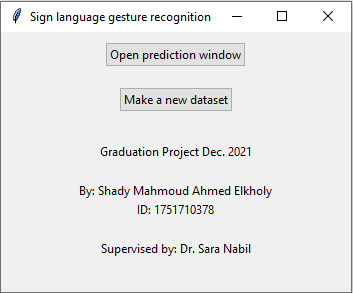 Sign language gesture recognition
Open prediction window
Make a new dataset
Graduation Project Dec. 2021
By: Shady Mahmoud Ahmed Elkholy
ID: 1751710378
Supervised by: Dr. Sara Nabil